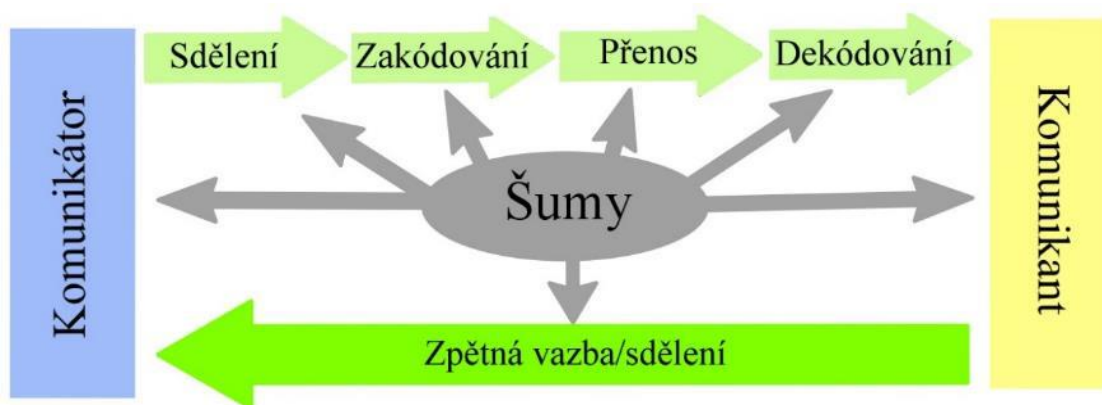 Komunikátor
Sdělení
Zakódování
Přenos
Dekódování
Šumy
Zpětná vazba/sdělení
Komunikant